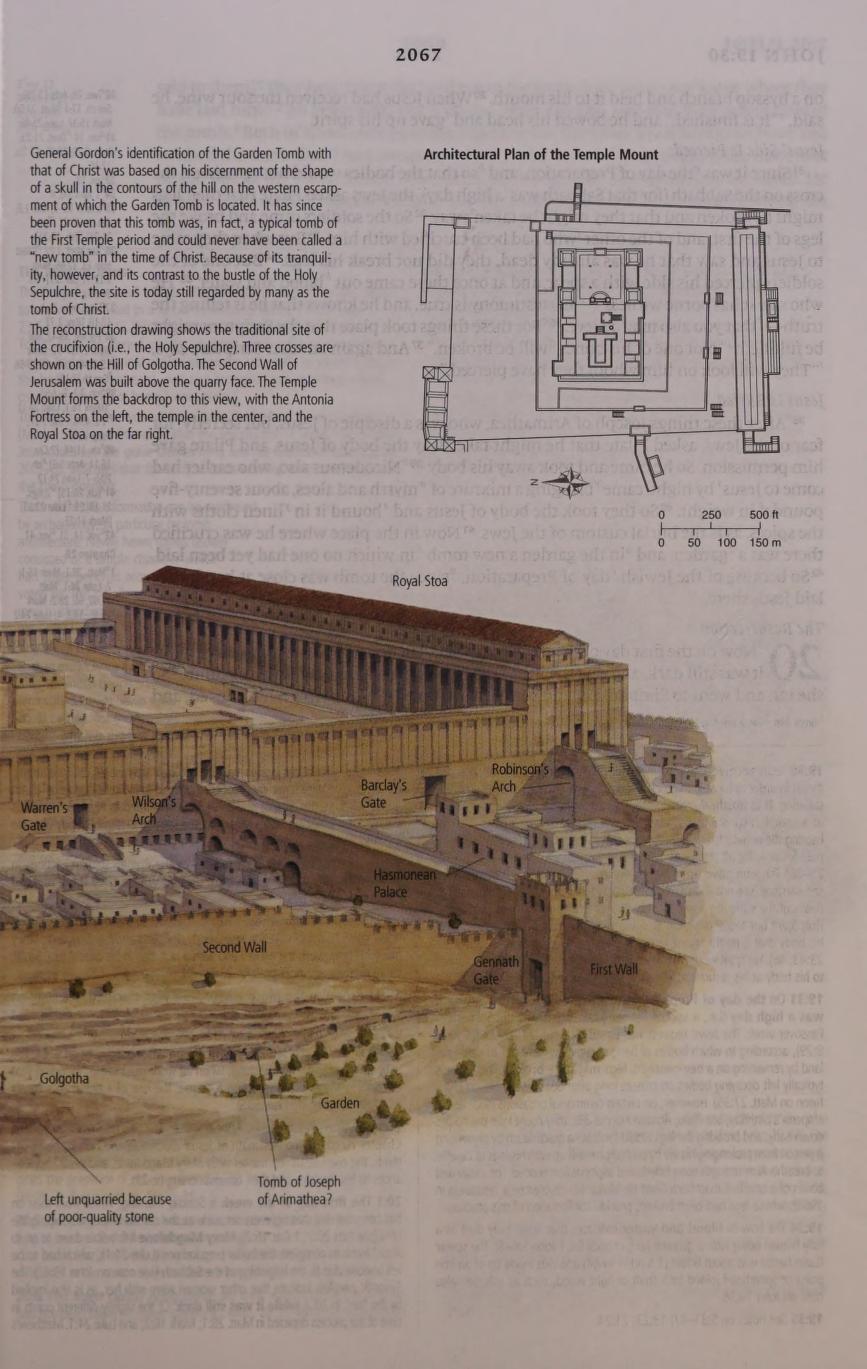 2067
General Gordon's identification of the Garden Tomb with
that of Christ was based on his discernment of the shape
of a skull in the contours of the hill on the western escarp-
ment of which the Garden Tomb is located. It has since
been proven that this tomb was, in fact, a typical tomb of
the First Temple period and could never have been called a
"new tomb" in the time of Christ. Because of its tranquil-
ity, however, and its contrast to the bustle of the Holy
Sepulchre, the site is today still regarded by many as the
tomb of Christ.
The reconstruction drawing shows the traditional site of
the crucifixion (i.e., the Holy Sepulchre). Three crosses are
shown on the Hill of Golgotha. The Second Wall of
Jerusalem was built above the quarry face. The Temple
Mount forms the backdrop to this view, with the Antonia
Fortress on the left, the temple in the center, and the
Royal Stoa on the far right.
Architectural Plan of the Temple Mount
N
0 250 500 ft
0 50 100 150 m
Royal Stoa
Robinson's
Arch
Barclay's
Gate
Wilson's
Arch
Warren's
Gate
Hasmonean
Palace
Second Wall
Gennath
Gate
First Wall
Golgotha
Garden
Tomb of Joseph
of Arimathea?
Left unquarried because
of poor-quality stone